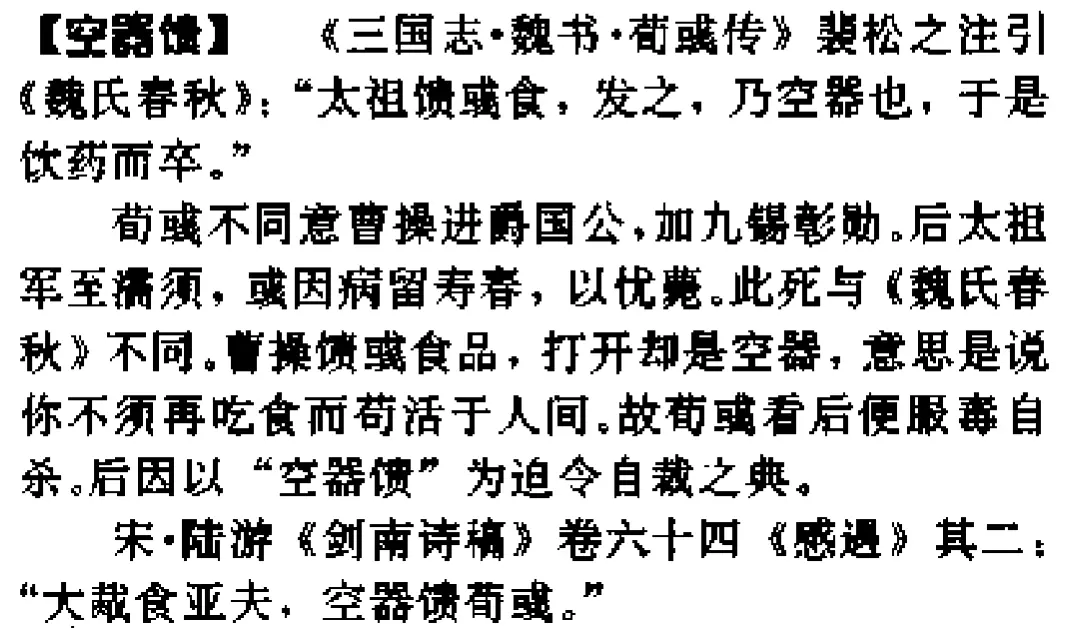 【空器馈】 《三国志·魏书·荀彧传》裴松之注引
《魏氏春秋》：“太祖馈彧食，发之，乃空器也，于是
饮药而卒。”
荀彧不同意曹操进爵国公，加九锡彰勋。后太祖
军至濡须，彧因病留寿春，以忧薨。此死与《魏氏春
秋》不同。曹操馈彧食品，打开却是空器，意思是说
你不须再吃食而苟活于人间。故荀彧看后便服毒自
杀。后因以“空器馈”为迫令自裁之典。
宋·陆游《剑南诗稿》卷六十四《感遇》其二：
“大胾食亚夫，空器馈荀彧。”